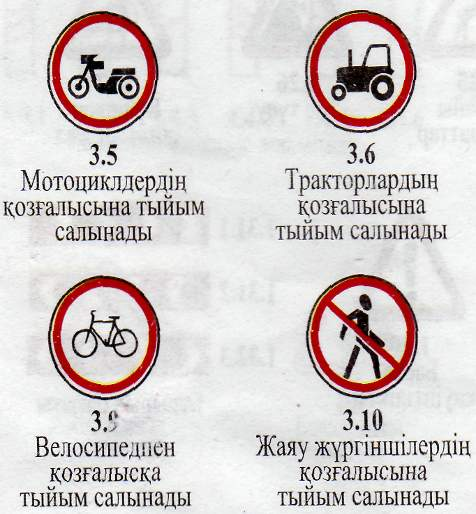 3.5
Мотоциклдердің
қозғалысына тыйым
салынады
3.6
Тракторлардың
қозғалысына
тыйым салынады
3.9
Велосипедпен
қозғалысқа
тыйым салынады
3.10
Жаяу жүргіншілердің
қозғалысына
тыйым салынады